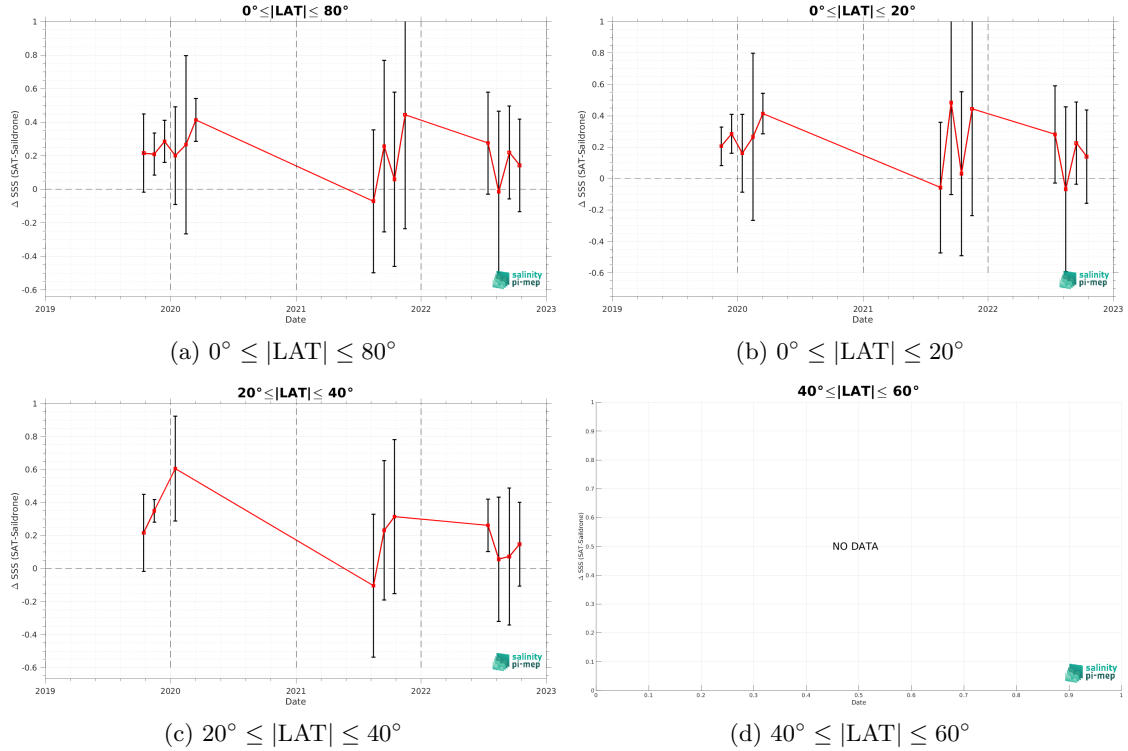 0°≤|LAT|≤ 80°
1
0.8
0.6
0.4
0.2
0
-0.2
-0.4
-0.6
Δ SSS (SAT-Saildrone)
2019
2020
2021
2022
2023
Date
salinity
pi-mep
(a) 0° ≤ |LAT| ≤ 80°
0°≤|LAT|≤ 20°
1
0.8
0.6
0.4
0.2
0
-0.2
-0.4
-0.6
Δ SSS (SAT-Saildrone)
2019
2020
2021
2022
2023
Date
salinity
pi-mep
(b) 0° ≤ |LAT| ≤ 20°
20°≤|LAT|≤ 40°
1
0.8
0.6
0.4
0.2
0
-0.2
-0.4
-0.6
Δ SSS (SAT-Saildrone)
2019
2020
2021
2022
2023
Date
salinity
pi-mep
(c) 20° ≤ |LAT| ≤ 40°
40°≤|LAT|≤ 60°
1
0.9
0.8
0.7
0.6
0.5
0.4
0.3
0.2
0.1
0
Δ SSS (SAT-Saildrone)
NO DATA
0
0.1
0.2
0.3
0.4
0.5
0.6
0.7
0.8
0.9
1
Date
salinity
pi-mep
(d) 40° ≤ |LAT| ≤ 60°